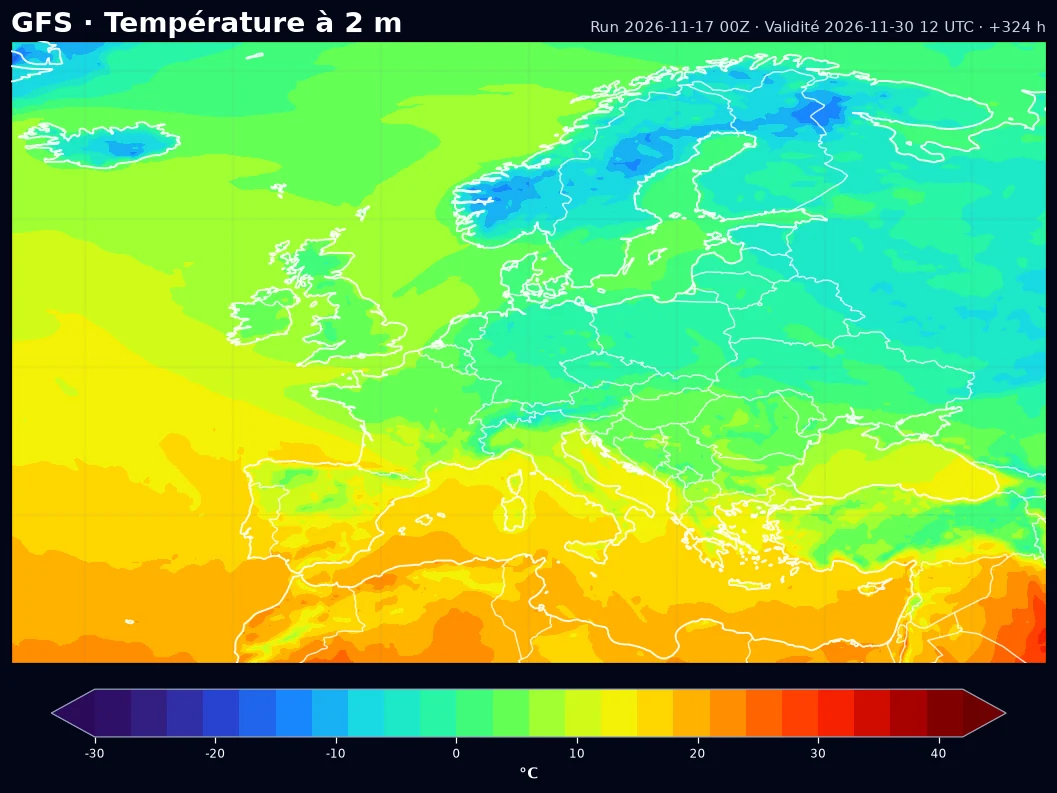 GFS · Température à 2 m
Run 2026-11-17 00Z · Validité 2026-11-30 12 UTC · +324 h
-30 -20 -10 0 10 20 30 40
°C